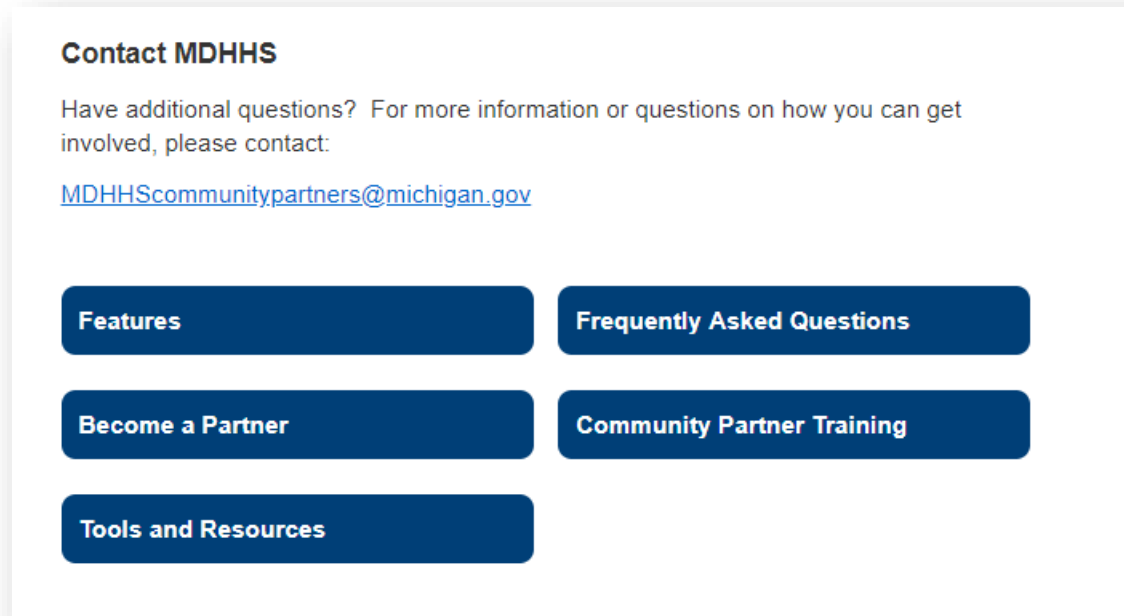 Contact MDHHS
Have additional questions?  For more information or questions on how you can get
involved, please contact:
MDHHScommunitypartners@michigan.gov
Features
Frequently Asked Questions
Become a Partner
Community Partner Training
Tools and Resources